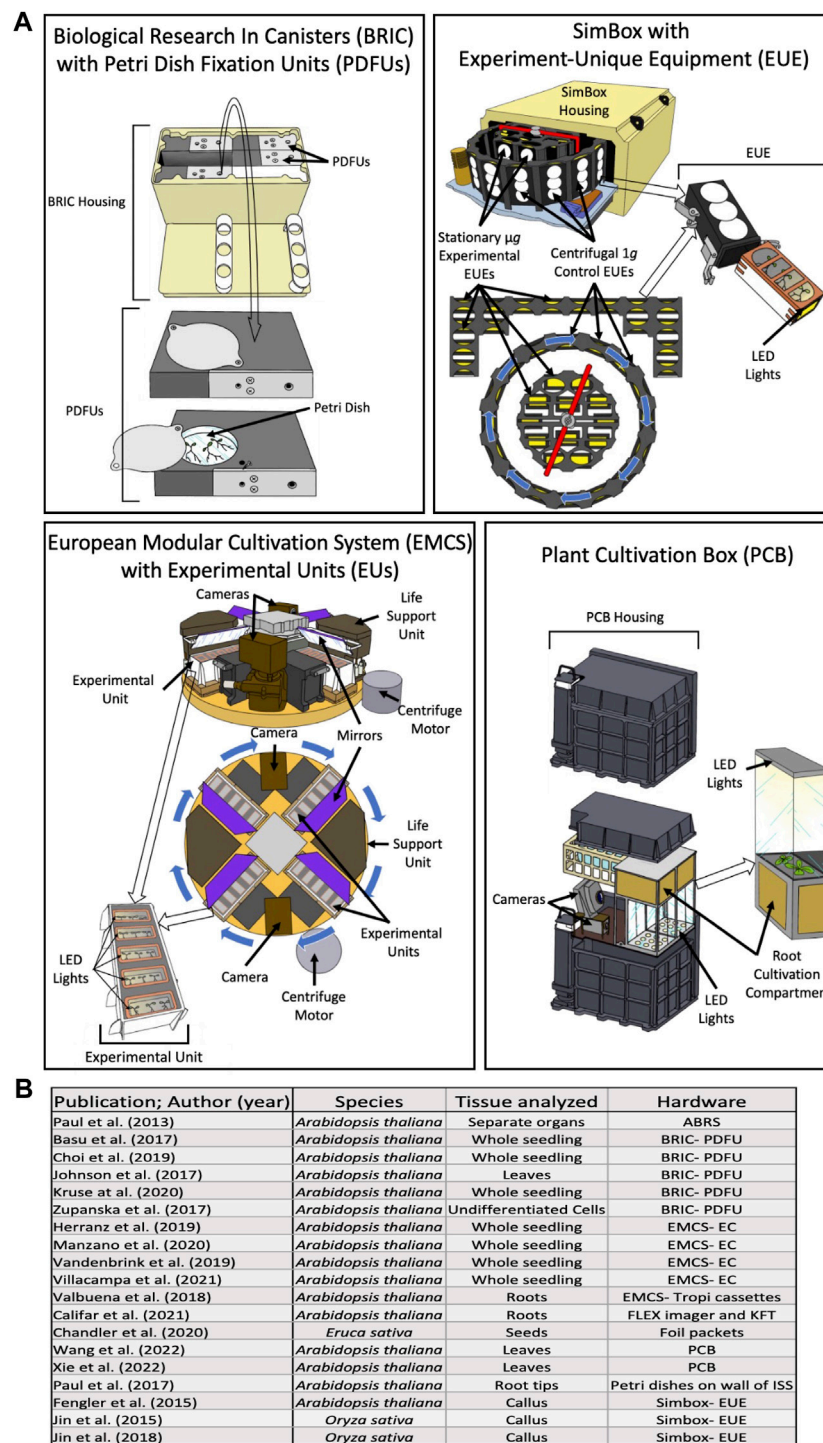 A
Biological Research In Canisters (BRIC)
with Petri Dish Fixation Units (PDFUs)
PDFUs
BRIC Housing
PDFUs
Petri Dish
SimBox with
Experiment-Unique Equipment (EUE)
SimBox
Housing
EUE
Stationary µg
Experimental
EUEs
Centrifugal 1g
Control EUEs
LED
Lights
European Modular Cultivation System (EMCS)
with Experimental Units (EUs)
Cameras
Life
Support
Unit
Experimental
Unit
Centrifuge
Motor
Camera
Mirrors
Life
Support
Unit
LED
Lights
Experimental
Units
Camera
Centrifuge
Motor
Experimental Unit
Plant Cultivation Box (PCB)
PCB Housing
LED
Lights
Cameras
LED
Lights
Root
Cultivation
Compartment
B
Publication; Author (year) Species Tissue analyzed Hardware
Paul et al. (2013) Arabidopsis thaliana Separate organs ABRS
Basu et al. (2017) Arabidopsis thaliana Whole seedling BRIC- PDFU
Choi et al. (2019) Arabidopsis thaliana Whole seedling BRIC- PDFU
Johnson et al. (2017) Arabidopsis thaliana Leaves BRIC- PDFU
Kruse at al. (2020) Arabidopsis thaliana Whole seedling BRIC- PDFU
Zupanska et al. (2017) Arabidopsis thaliana Undifferentiated Cells BRIC- PDFU
Herranz et al. (2019) Arabidopsis thaliana Whole seedling EMCS- EC
Manzano et al. (2020) Arabidopsis thaliana Whole seedling EMCS- EC
Vandenbrink et al. (2019) Arabidopsis thaliana Whole seedling EMCS- EC
Villacampa et al. (2021) Arabidopsis thaliana Whole seedling EMCS- EC
Valbuena et al. (2018) Arabidopsis thaliana Roots EMCS- Tropi cassettes
Califar et al. (2021) Arabidopsis thaliana Roots FLEX imager and KFT
Chandler et al. (2020) Eruca sativa Seeds Foil packets
Wang et al. (2022) Arabidopsis thaliana Leaves PCB
Xie et al. (2022) Arabidopsis thaliana Leaves PCB
Paul et al. (2017) Arabidopsis thaliana Root tips Petri dishes on wall of ISS
Fengler et al. (2015) Arabidopsis thaliana Callus Simbox- EUE
Jin et al. (2015) Oryza sativa Callus Simbox- EUE
Jin et al. (2018) Oryza sativa Callus Simbox- EUE